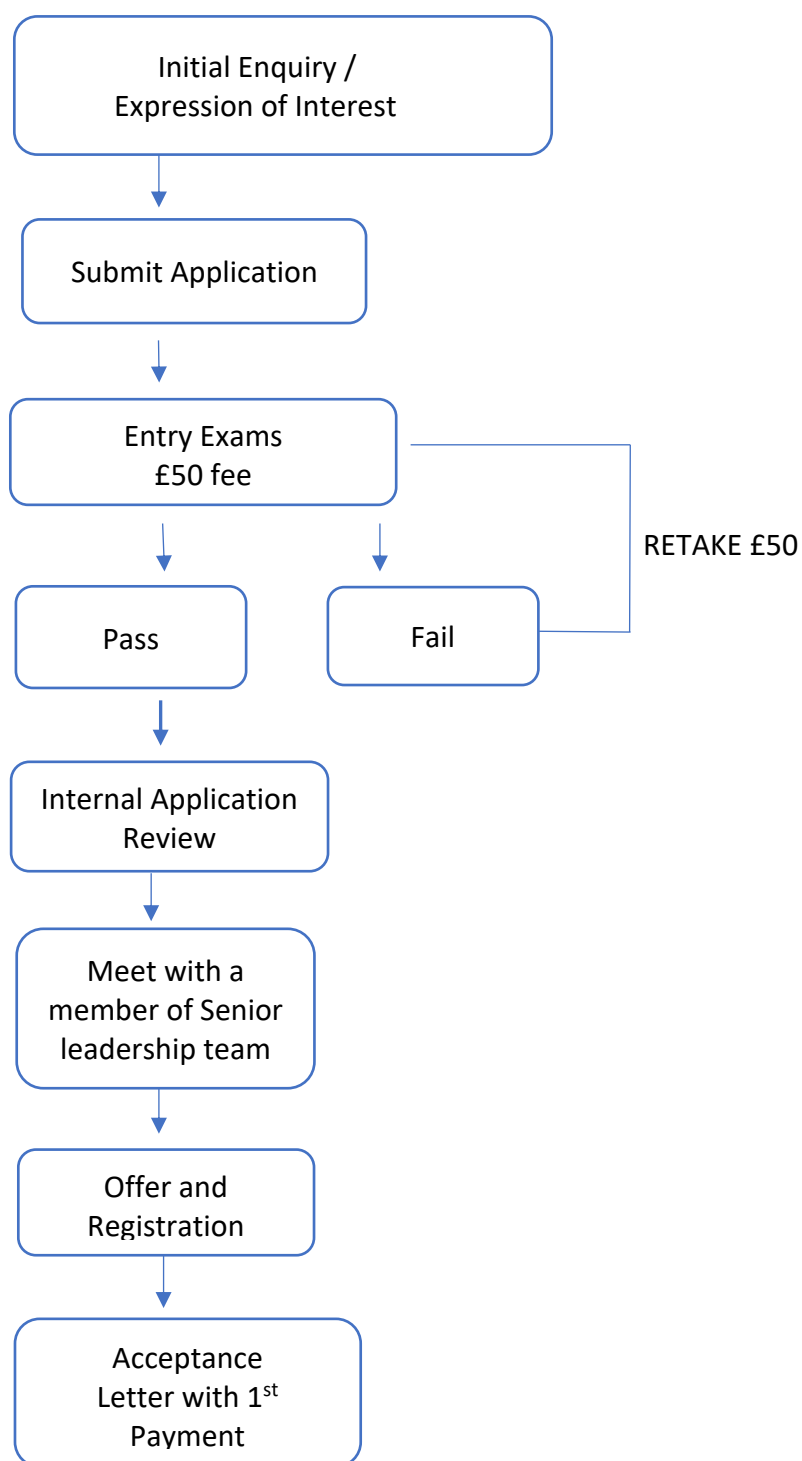 Initial Enquiry /
Expression of Interest
Submit Application
Entry Exams
£50 fee
RETAKE £50
Pass
Fail
Internal Application
Review
Meet with a
member of Senior
leadership team
Offer and
Registration
Acceptance
Letter with 1st
Payment